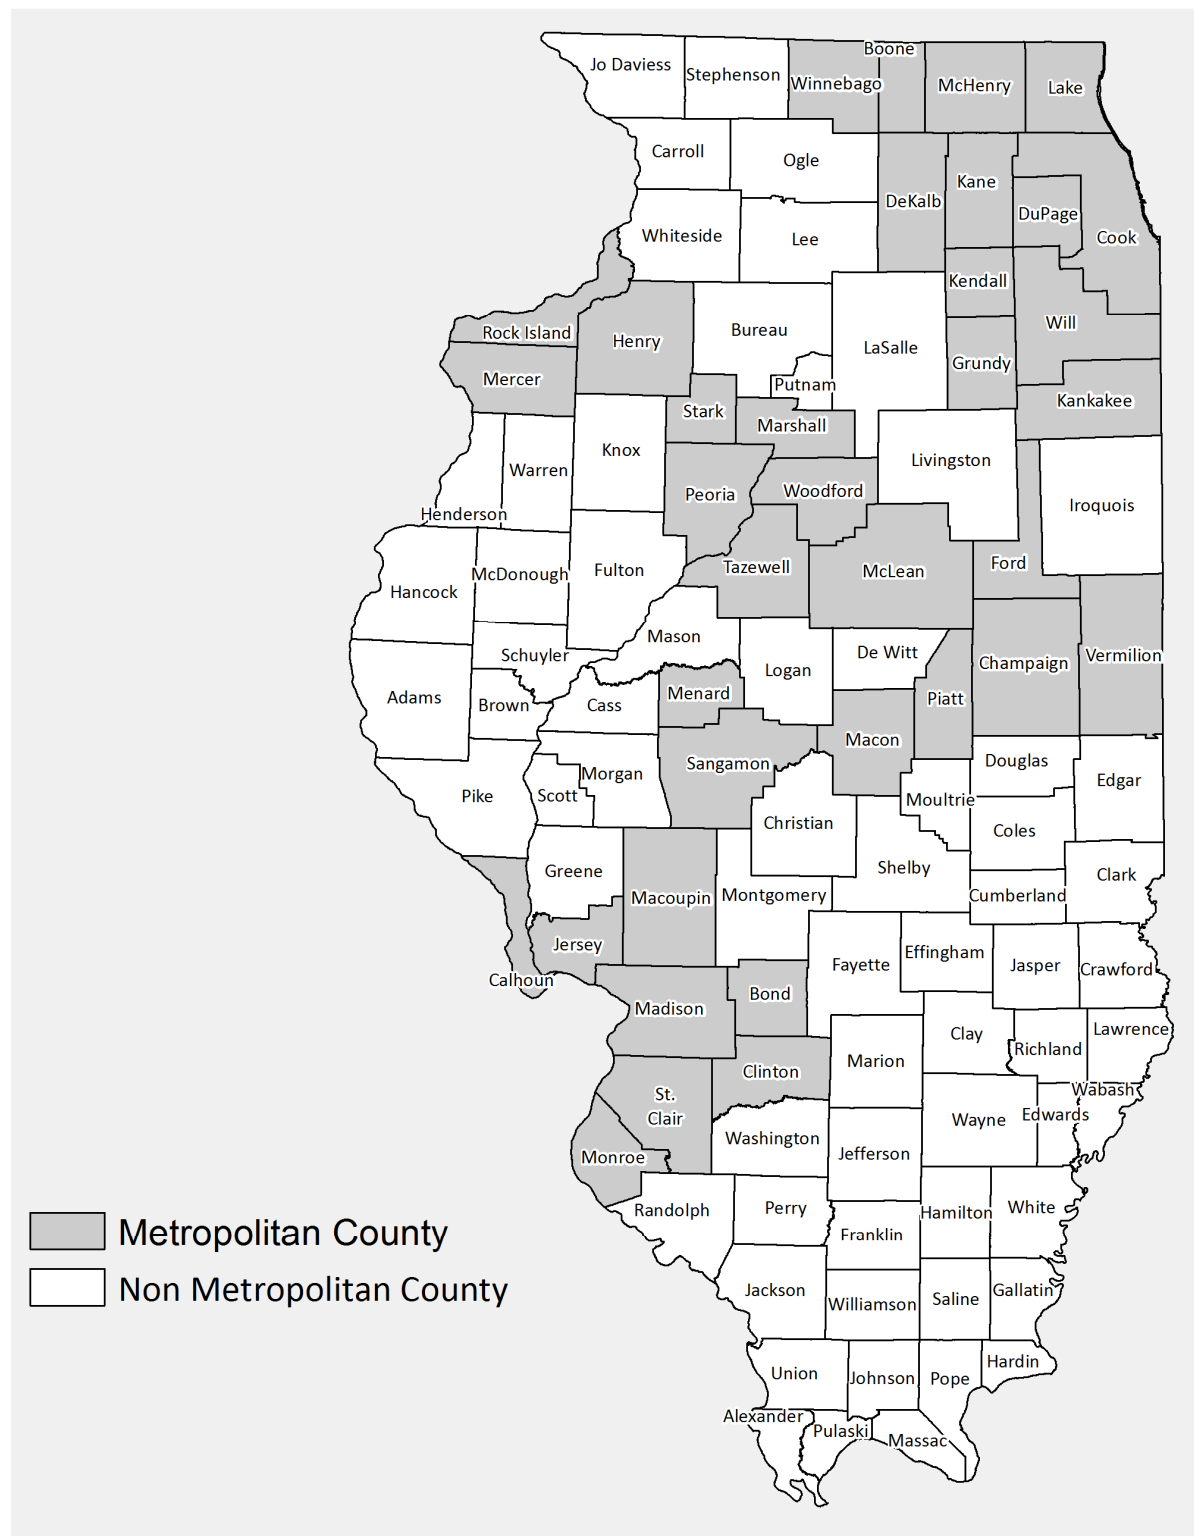 Boone
Jo Daviess
Stephenson
Winnebago
McHenry
Lake
Carroll
Ogle
Kane
DeKalb
DuPage
Whiteside
Lee
Cook
Kendall
Rock Island
Bureau
Will
Henry
LaSalle
Grundy
Mercer
Putnam
Kankakee
Stark
Marshall
Knox
Warren
Livingston
Peoria
Woodford
Iroquois
Henderson
Ford
Tazewell
McLean
Fulton
McDonough
Hancock
Mason
Schuyler
De Witt
Champaign
Vermilion
Logan
Menard
Adams
Piatt
Brown
Cass
Macon
Sangamon
Douglas
Morgan
Edgar
Pike
Scott
Moultrie
Christian
Coles
Shelby
Greene
Clark
Macoupin
Montgomery
Cumberland
Jersey
Effingham
Fayette
Jasper
Crawford
Calhoun
Bond
Madison
Lawrence
Clay
Richland
Marion
Clinton
Wabash
St.
Clair
Edwards
Wayne
Washington
Jefferson
Monroe
Randolph
Perry
Hamilton
White
Franklin
Metropolitan County
Non Metropolitan County
Jackson
Gallatin
Saline
Williamson
Hardin
Union
Johnson
Pope
Alexander
Pulaski
Massac